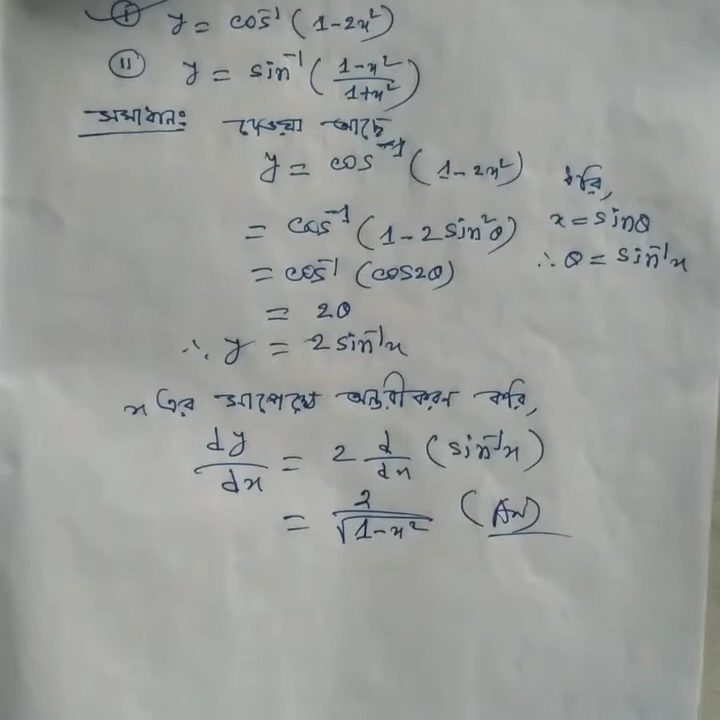 (I) y = cos⁻¹ (1-2x²)
(II) y = sin⁻¹ (1-x² / 1+x²)
সমাধানঃ দেওয়া আছে
y = cos⁻¹ (1-2x²) ধরি,
= cos⁻¹ (1-2sin²θ) x = sinθ
= cos⁻¹ (cos2θ) ∴ θ = sin⁻¹x
= 2θ
∴ y = 2sin⁻¹x
x এর সাপেক্ষে অন্তরীকরণ করি,
dy/dx = 2 d/dx (sin⁻¹x)
= 2/√1-x² (An)